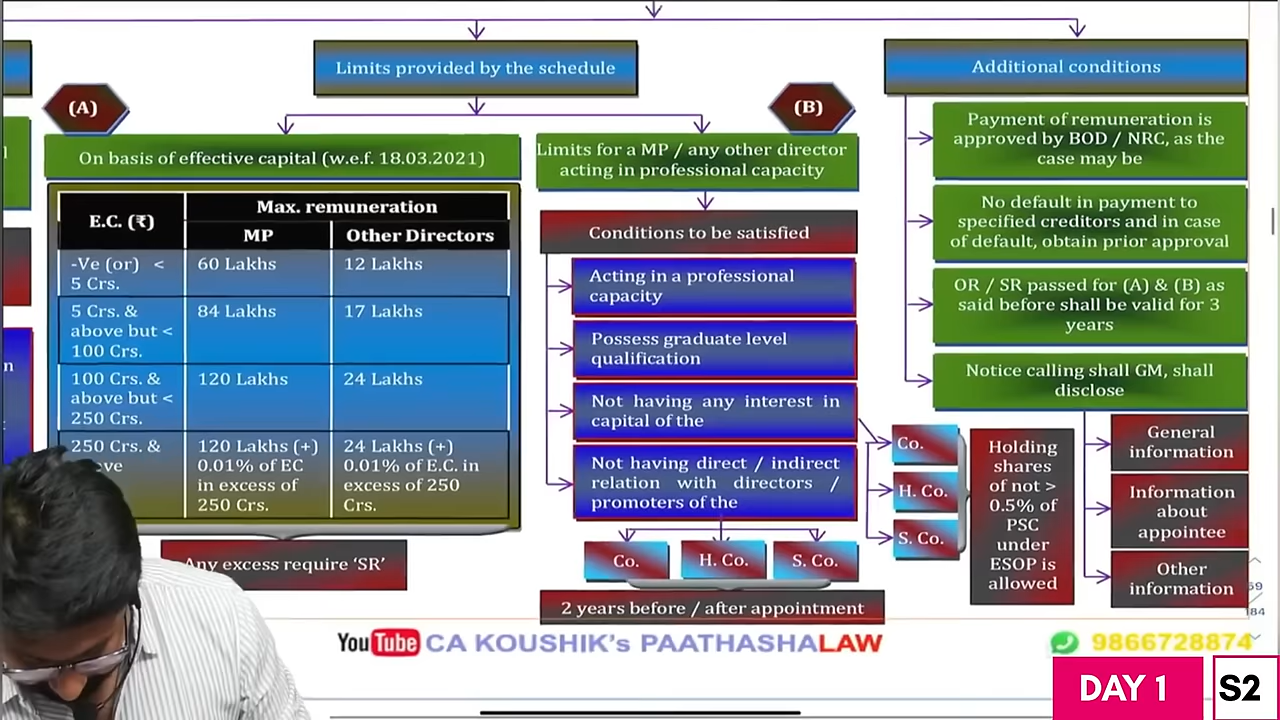 Limits provided by the schedule
Additional conditions
(A)
(B)
On basis of effective capital (w.e.f. 18.03.2021)
E.C. (₹)
Max. remuneration
MP
Other Directors
-Ve (or) <
5 Crs.
60 Lakhs
12 Lakhs
5 Crs. &
above but <
100 Crs.
84 Lakhs
17 Lakhs
100 Crs. &
above but <
250 Crs.
120 Lakhs
24 Lakhs
250 Crs. &
120 Lakhs (+)
0.01% of EC
in excess of
250 Crs.
24 Lakhs (+)
0.01% of E.C. in
excess of 250
Crs.
Any excess require ‘SR’
Limits for a MP / any other director
acting in professional capacity
Conditions to be satisfied
Acting in a professional
capacity
Possess graduate level
qualification
Not having any interest in
capital of the
Co.
H. Co.
S. Co.
Holding
shares
of not >
0.5% of
PSC
under
ESOP is
allowed
Not having direct / indirect
relation with directors /
promoters of the
Co.
H. Co.
S. Co.
2 years before / after appointment
Payment of remuneration is
approved by BOD / NRC, as the
case may be
No default in payment to
specified creditors and in case
of default, obtain prior approval
OR / SR passed for (A) & (B) as
said before shall be valid for 3
years
Notice calling shall GM, shall
disclose
General
information
Information
about
appointee
Other
information
YouTube CA KOUSHIK's PAATHASHALAW
9866728874
DAY 1
S2